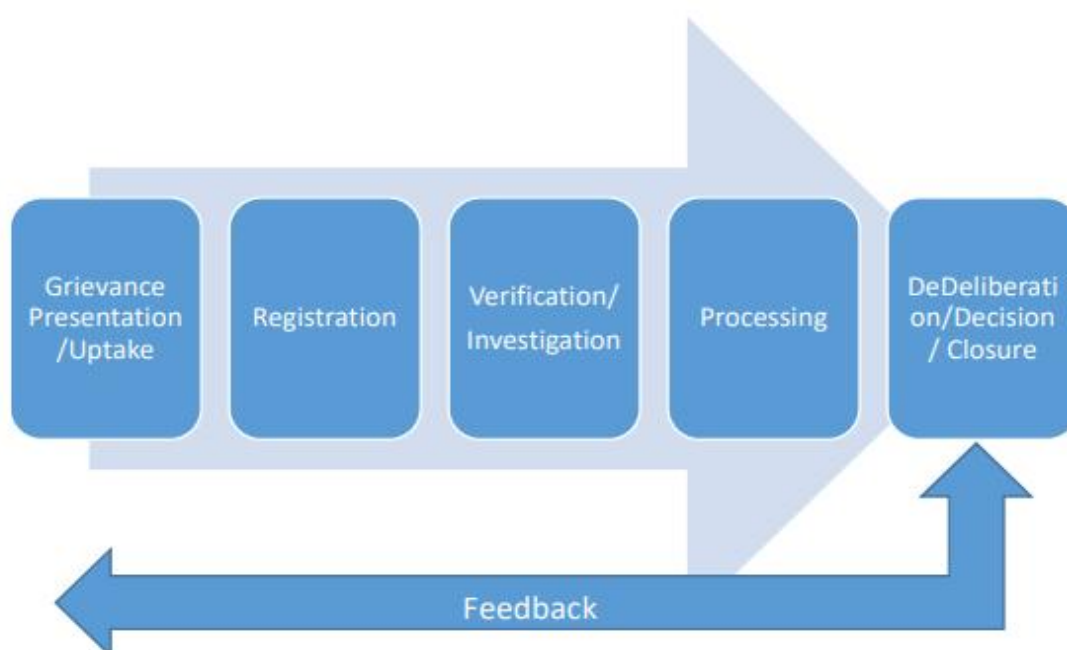 Grievance
Presentation
/Uptake
Registration
Verification/
Investigation
Processing
DeDeliberati
on/Decision
/ Closure
Feedback